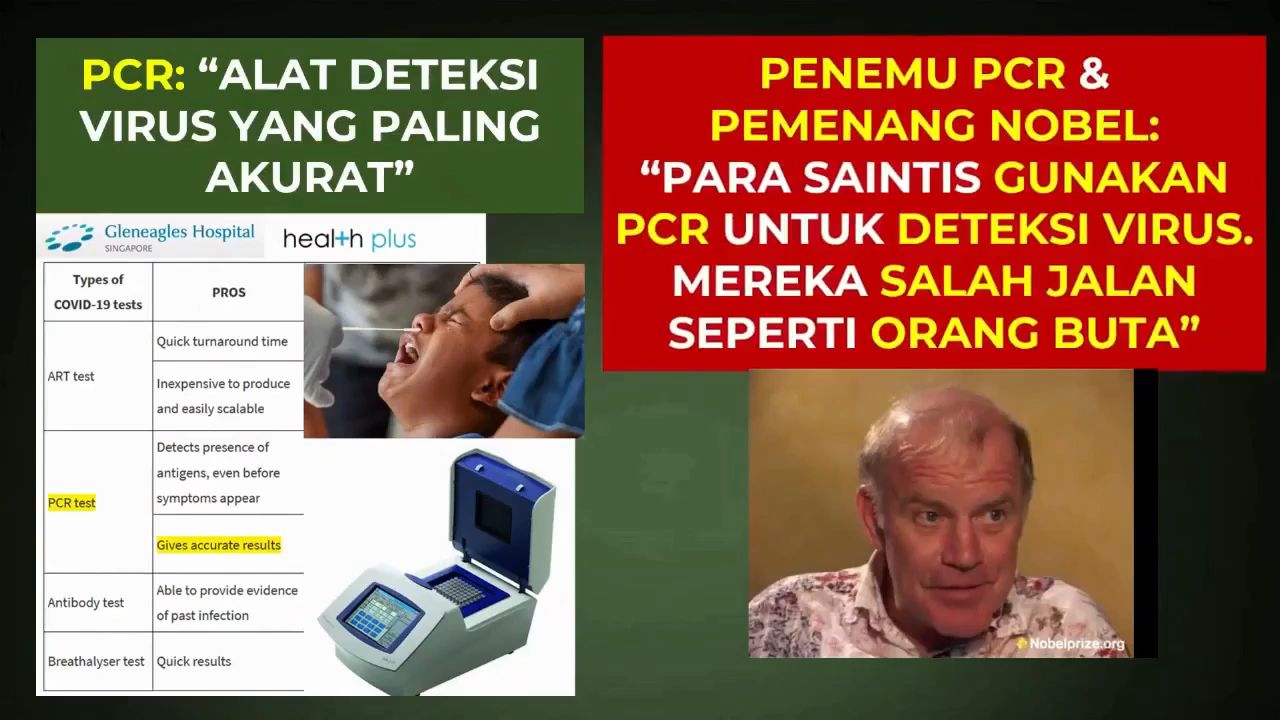 PCR: “ALAT DETEKSI
VIRUS YANG PALING
AKURAT”
Gleneagles Hospital
SINGAPORE
health plus
Types of
COVID-19 tests
PROS
ART test
Quick turnaround time
Inexpensive to produce
and easily scalable
PCR test
Detects presence of
antigens, even before
symptoms appear
Gives accurate results
Antibody test
Able to provide evidence
of past infection
Breathalyser test
Quick results
PENEMU PCR &
PEMENANG NOBEL:
“PARA SAINTIS GUNAKAN
PCR UNTUK DETEKSI VIRUS.
MEREKA SALAH JALAN
SEPERTI ORANG BUTA”
Nobelprize.org